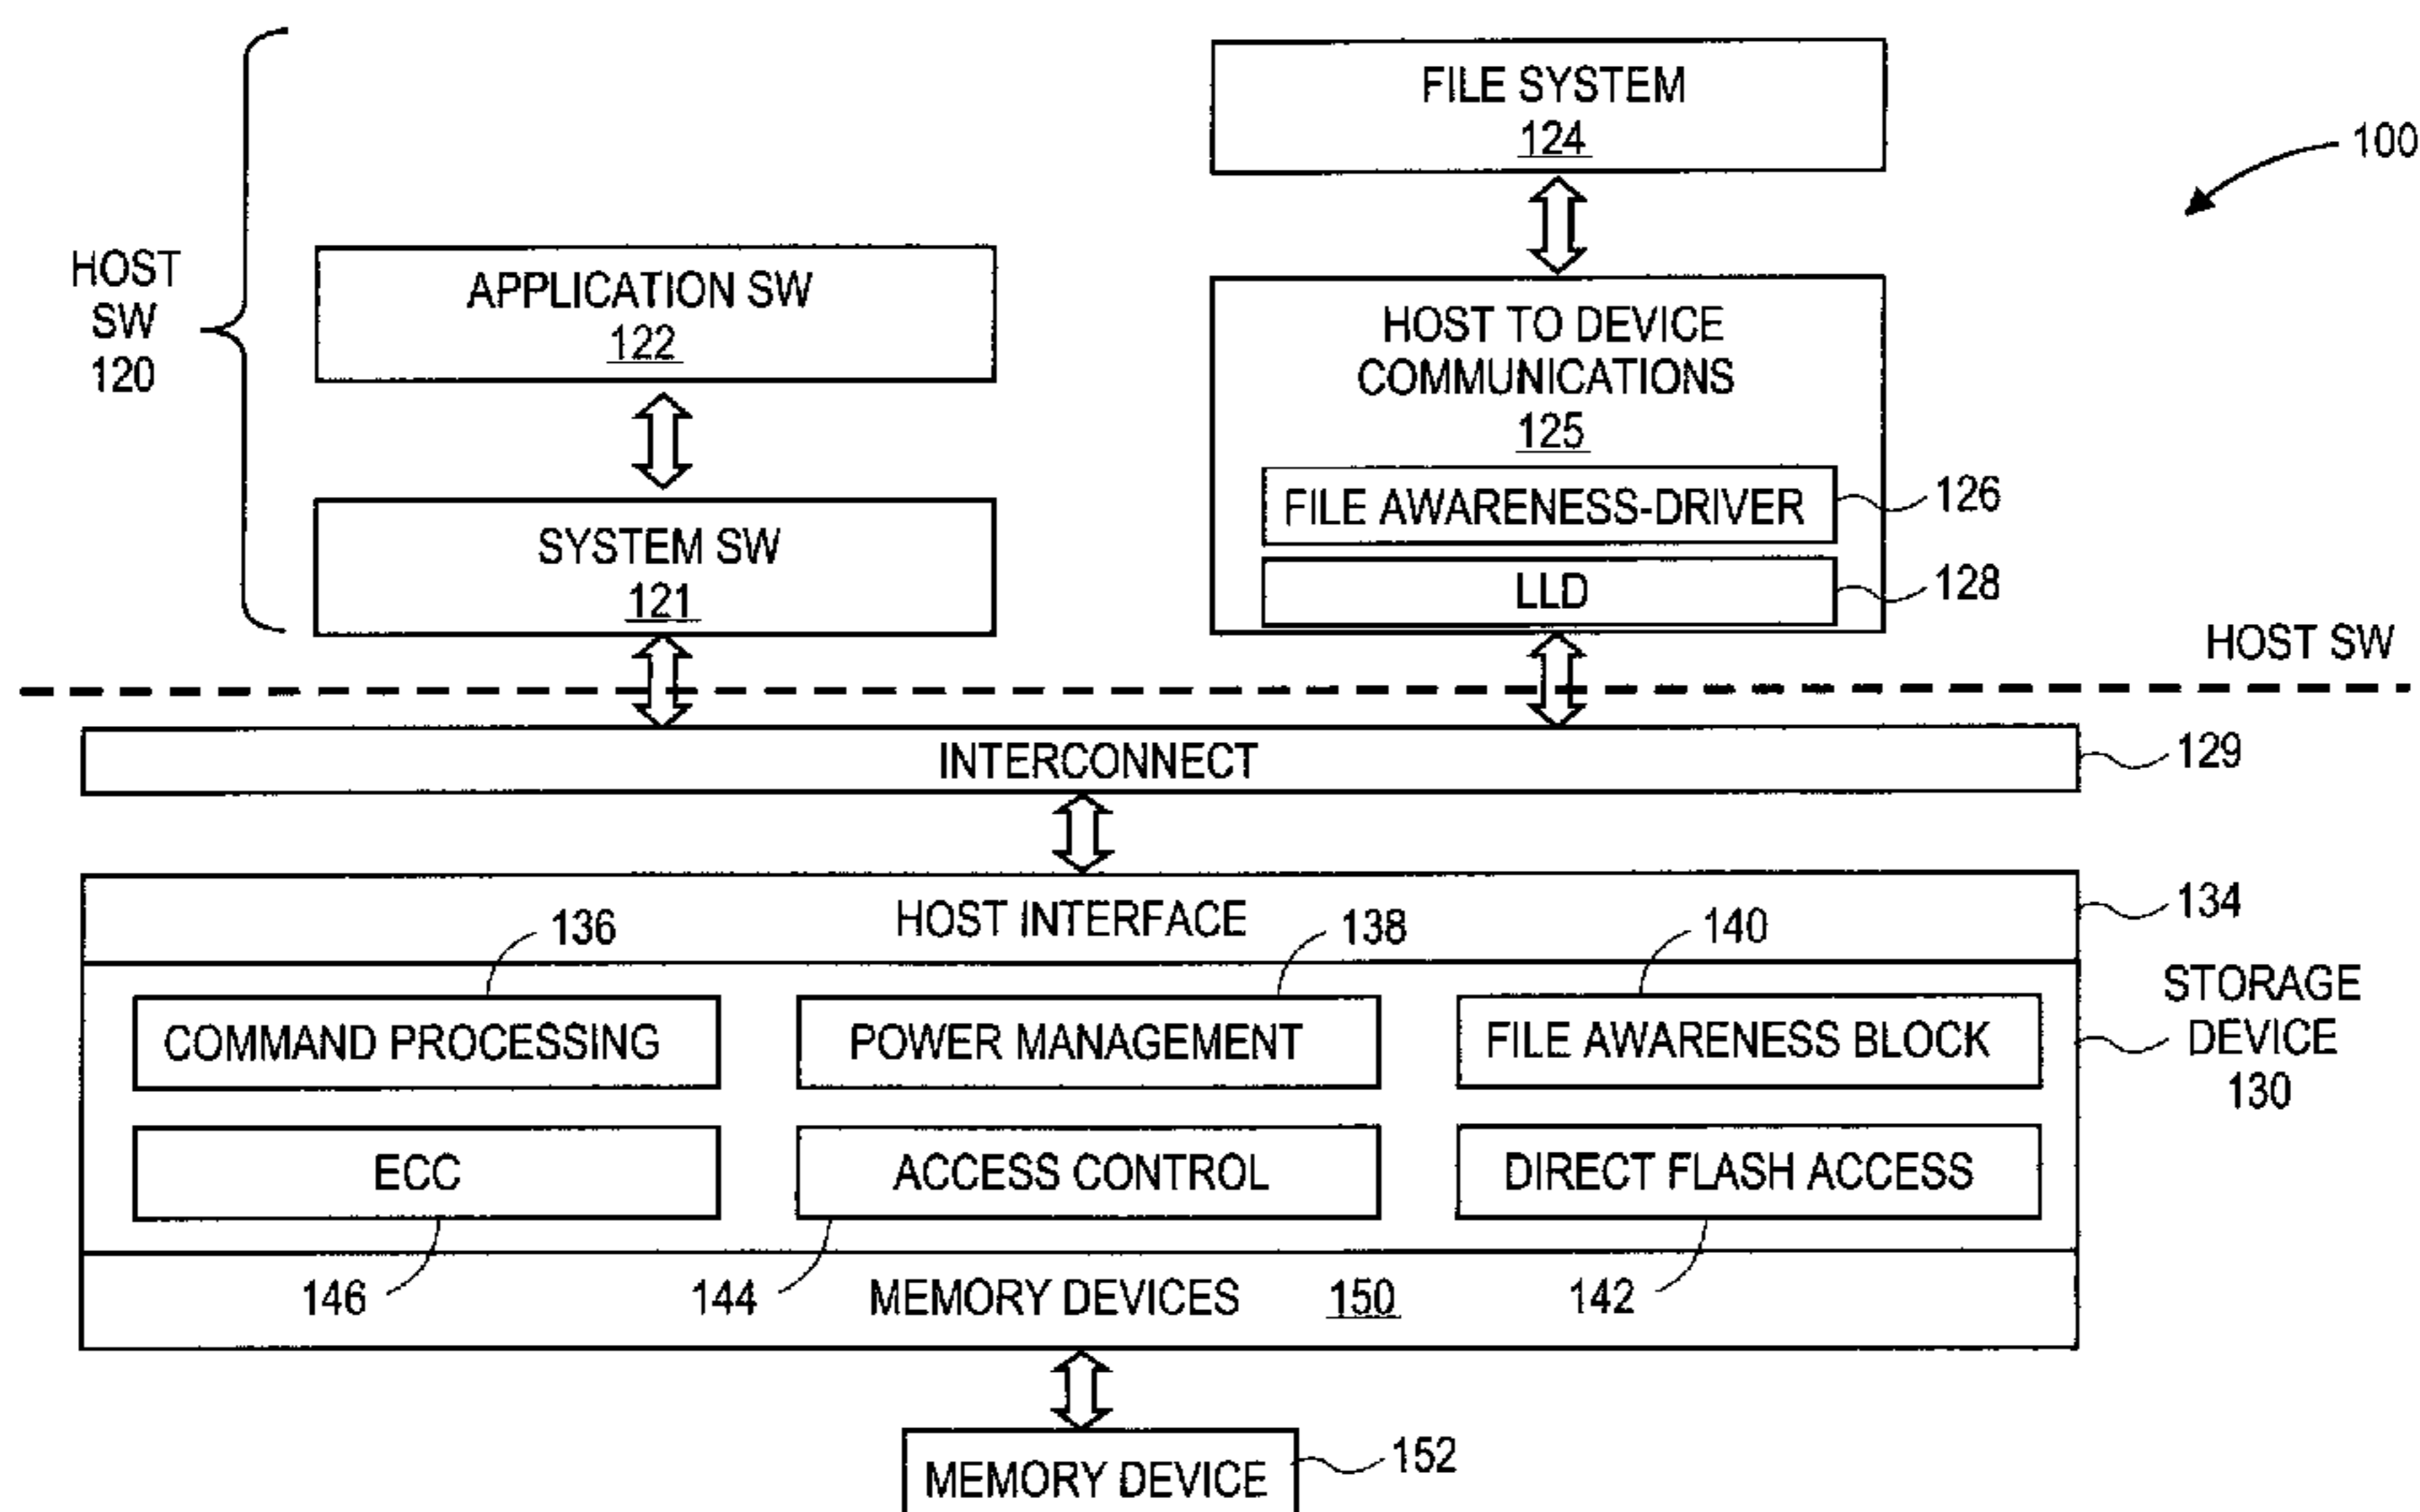 FILE SYSTEM
124
100
HOST
SW
120
APPLICATION SW
122
HOST TO DEVICE
COMMUNICATIONS
125
FILE AWARENESS-DRIVER
126
SYSTEM SW
121
LLD
128
HOST SW
INTERCONNECT
129
HOST INTERFACE
134
136
138
140
COMMAND PROCESSING
POWER MANAGEMENT
FILE AWARENESS BLOCK
STORAGE
DEVICE
130
ECC
ACCESS CONTROL
DIRECT FLASH ACCESS
146
144
MEMORY DEVICES 150
142
MEMORY DEVICE
152